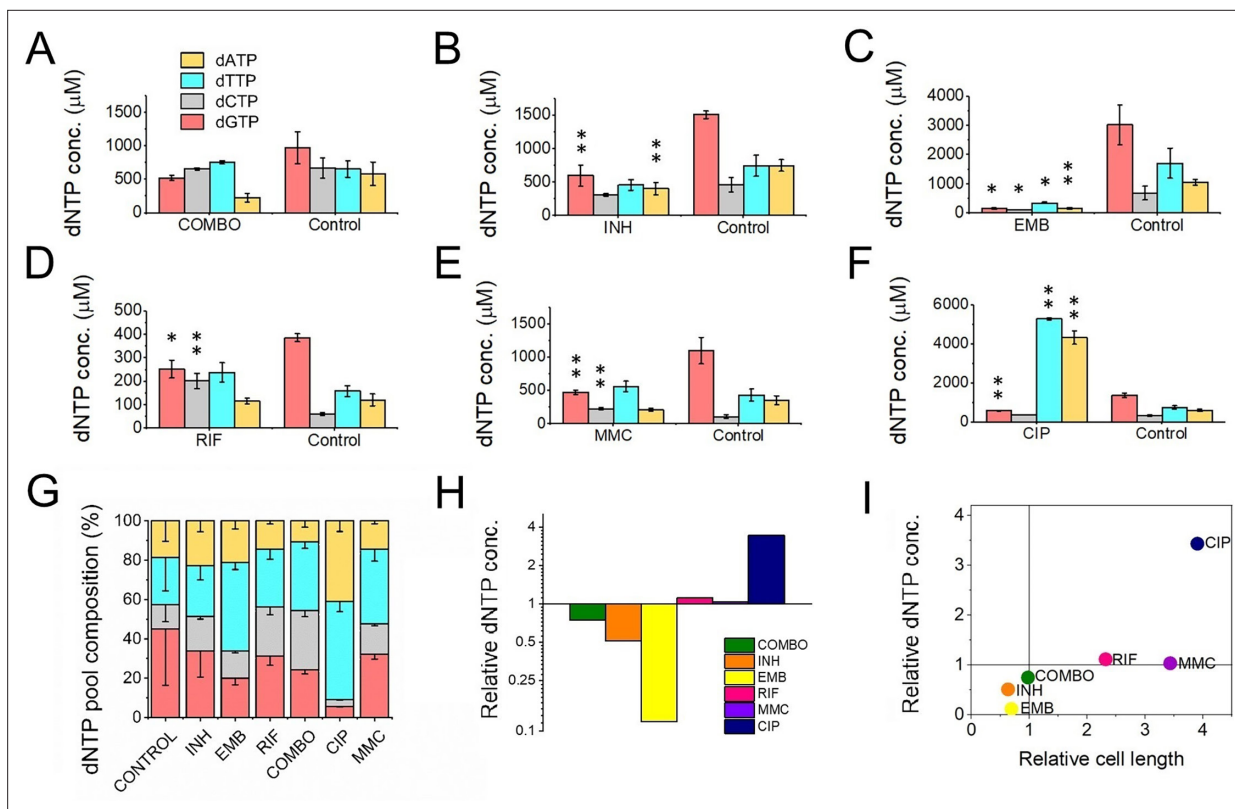 A
dNTP conc. (μM)
1500
1000
500
0
dATP
dTTP
dCTP
dGTP
COMBO
Control
B
dNTP conc. (μM)
1500
1000
500
0
**
**
INH
Control
C
dNTP conc. (μM)
4000
3000
2000
1000
0
*
*
*
**
EMB
Control
D
dNTP conc. (μM)
500
400
300
200
100
0
*
**
RIF
Control
E
dNTP conc. (μM)
1500
1000
500
0
**
**
MMC
Control
F
dNTP conc. (μM)
6000
4000
2000
0
**
**
**
CIP
Control
G
dNTP pool composition (%)
100
80
60
40
20
0
CONTROL
INH
EMB
RIF
COMBO
CIP
MMC
H
Relative dNTP conc.
4
2
1
0.5
0.25
0.1
COMBO
INH
EMB
RIF
MMC
CIP
I
Relative dNTP conc.
4
3
2
1
0
CIP
RIF
MMC
COMBO
INH
EMB
0 1 2 3 4
Relative cell length